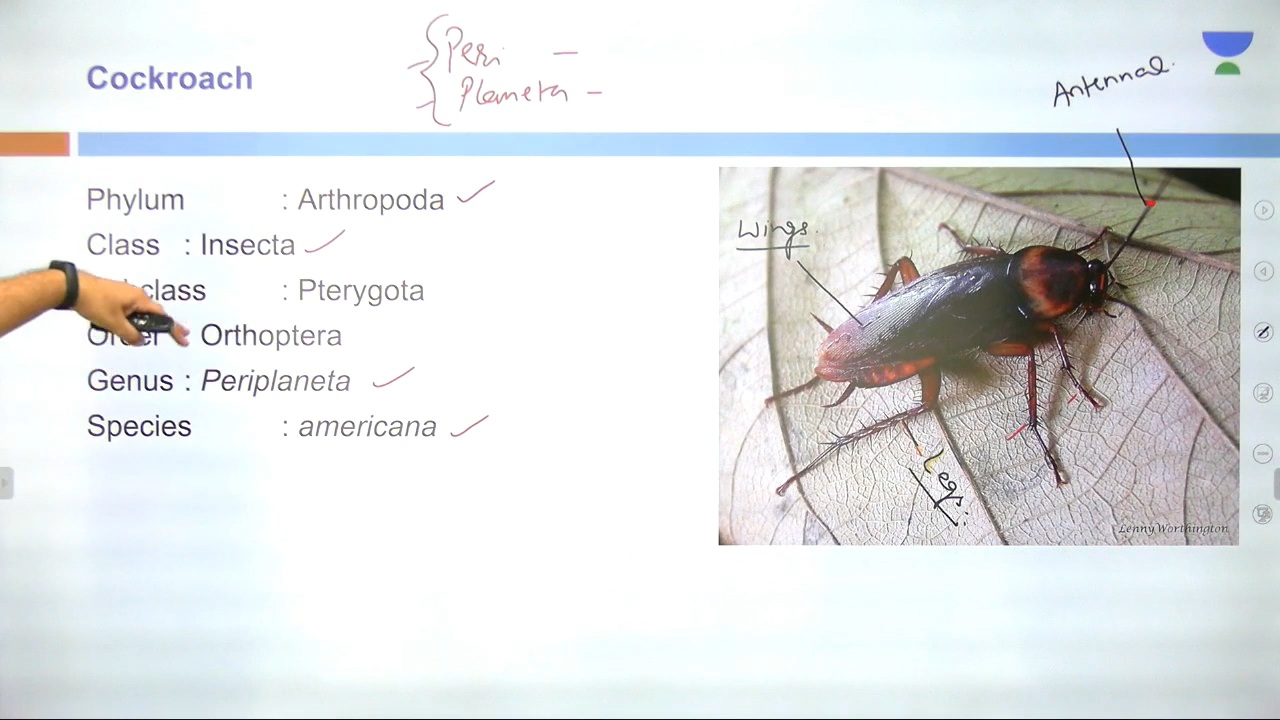 Peri –
Planeta –
Cockroach
Antennae.
Phylum : Arthropoda
Class : Insecta
class : Pterygota
Order Orthoptera
Genus : Periplaneta
Species : americana
Wings.
Legs:
Lenny Worthington